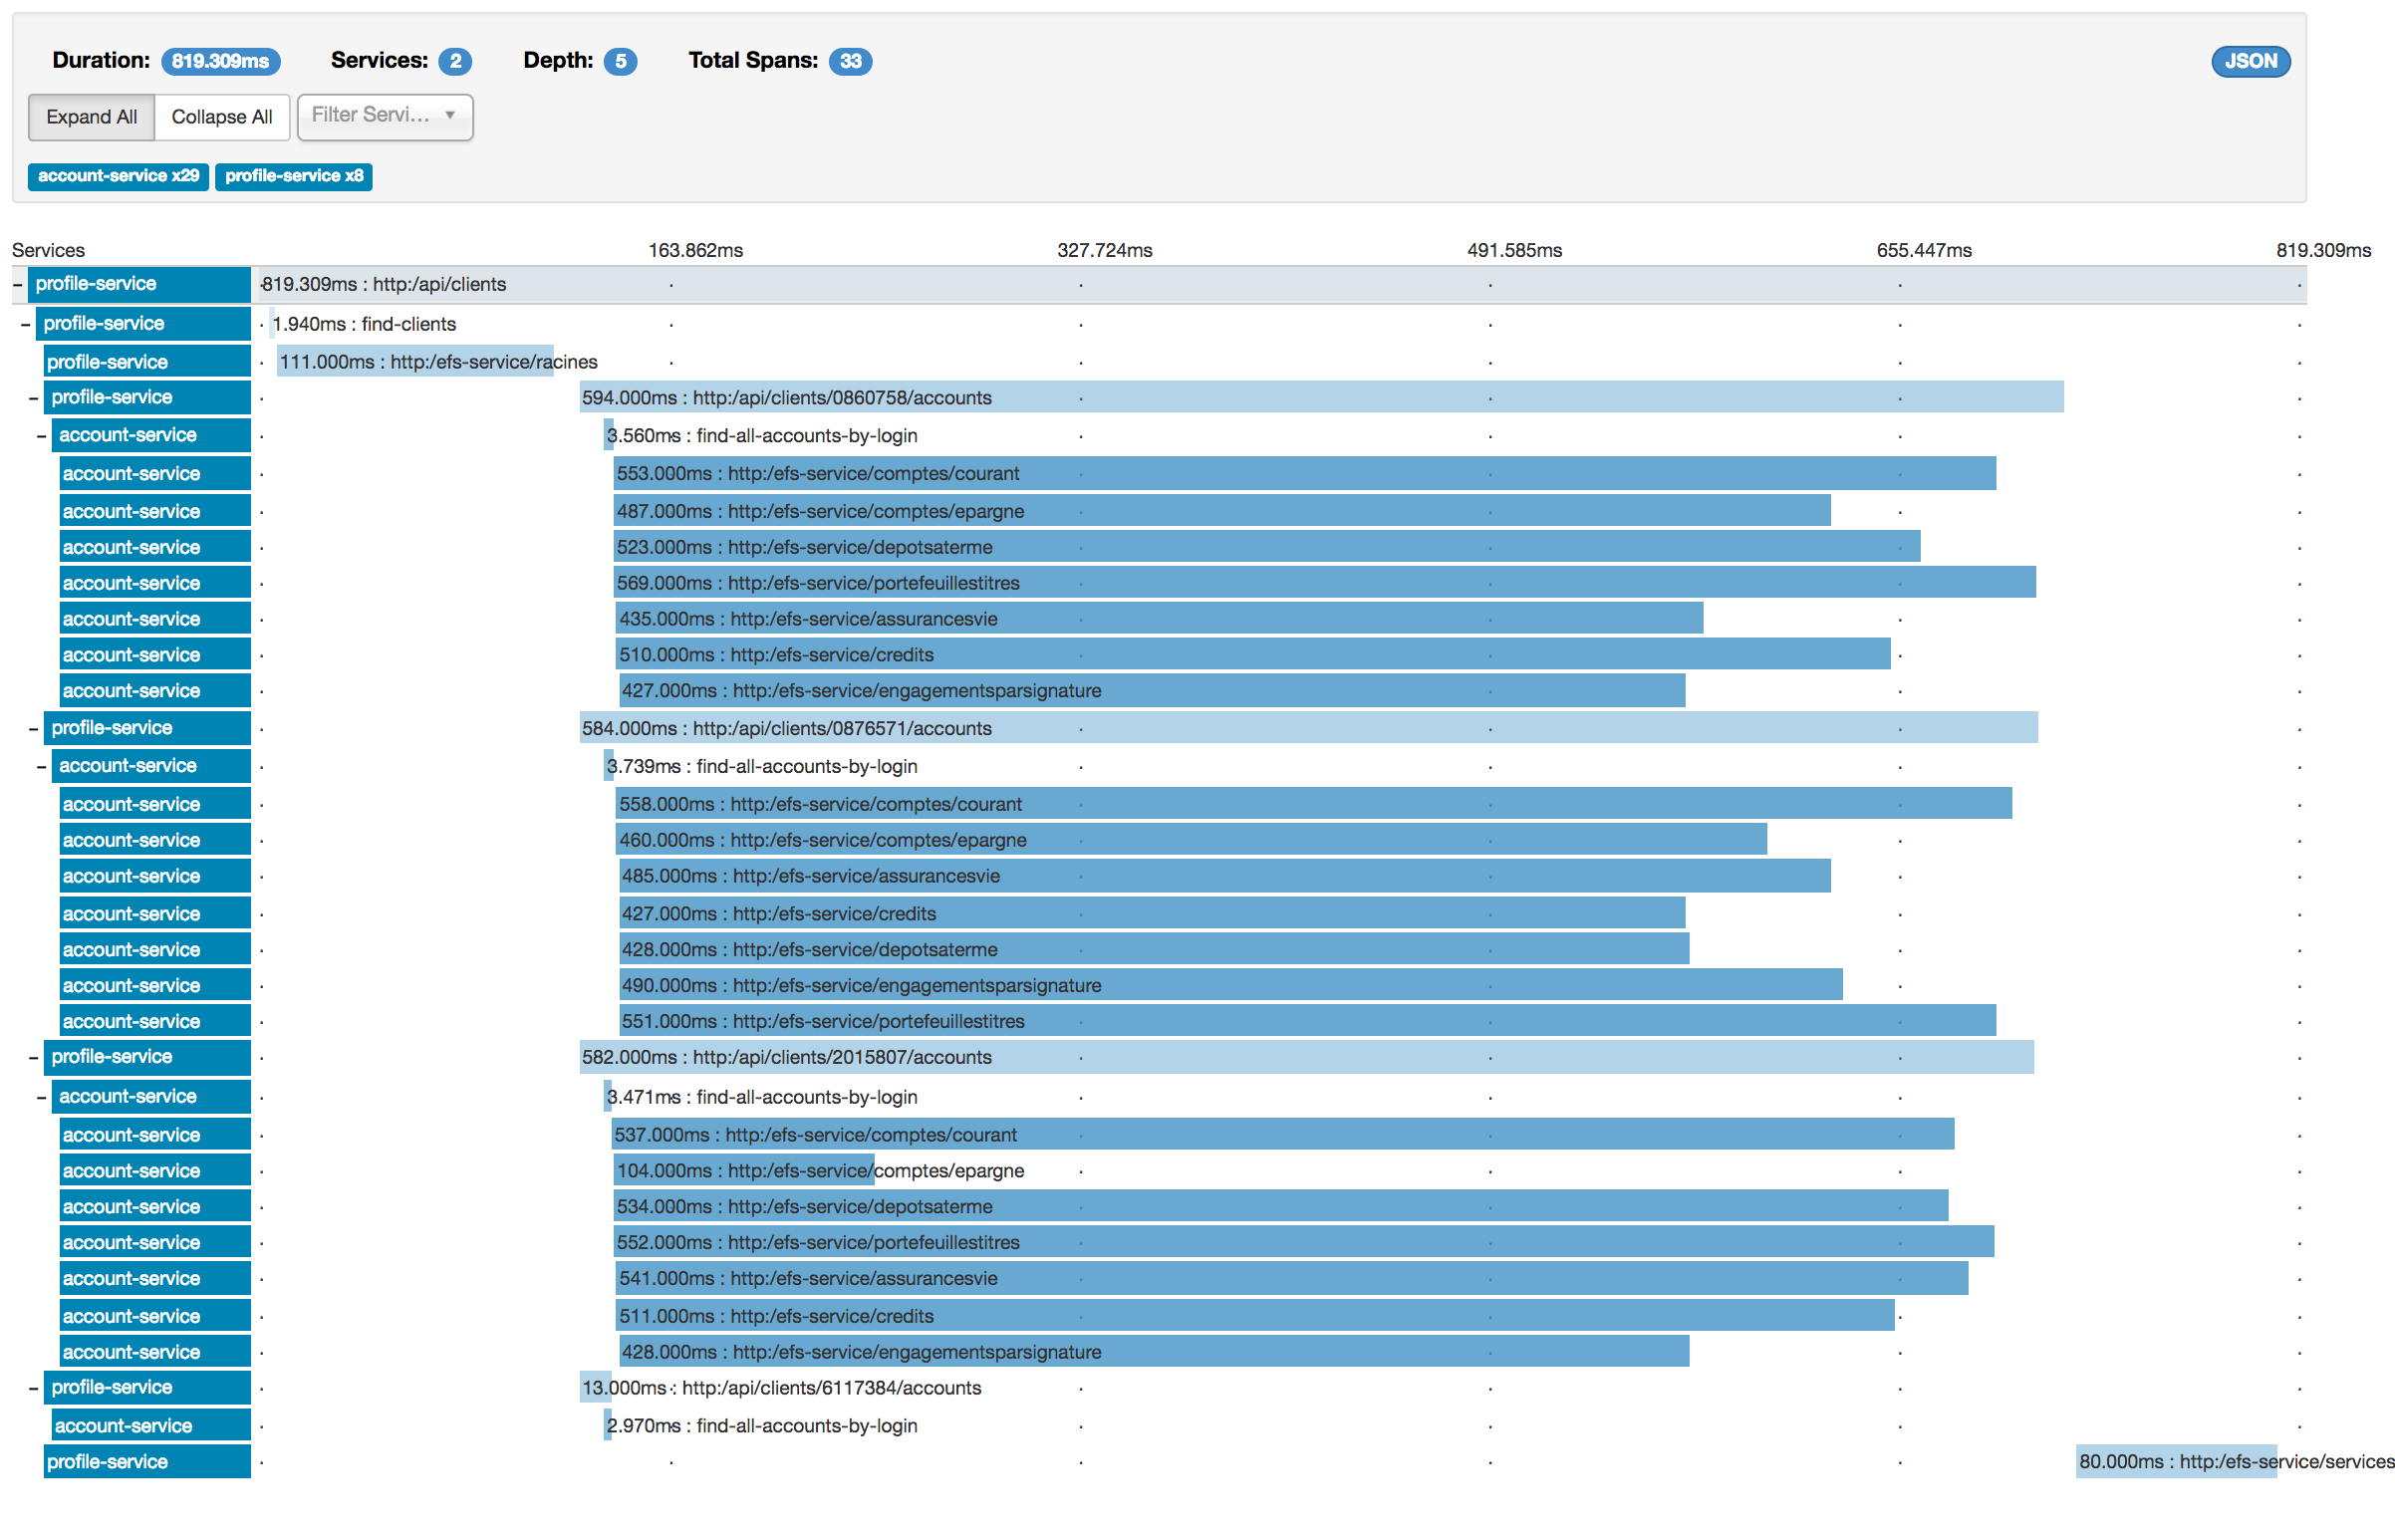 Duration: 819.309ms Services: 2 Depth: 5 Total Spans: 33 JSON
Expand All Collapse All Filter Servi... ▼
account-service x29 profile-service x8
Services 163.862ms 327.724ms 491.585ms 655.447ms 819.309ms
- profile-service 819.309ms : http:/api/clients
- profile-service 1.940ms : find-clients
profile-service 111.000ms : http:/efs-service/racines
- profile-service 594.000ms : http:/api/clients/0860758/accounts
- account-service 3.560ms : find-all-accounts-by-login
account-service 553.000ms : http:/efs-service/comptes/courant
account-service 487.000ms : http:/efs-service/comptes/epargne
account-service 523.000ms : http:/efs-service/depotsaterme
account-service 569.000ms : http:/efs-service/portefeuillestitres
account-service 435.000ms : http:/efs-service/assurancesvie
account-service 510.000ms : http:/efs-service/credits
account-service 427.000ms : http:/efs-service/engagementsparsignature
- profile-service 584.000ms : http:/api/clients/0876571/accounts
- account-service 3.739ms : find-all-accounts-by-login
account-service 558.000ms : http:/efs-service/comptes/courant
account-service 460.000ms : http:/efs-service/comptes/epargne
account-service 485.000ms : http:/efs-service/assurancesvie
account-service 427.000ms : http:/efs-service/credits
account-service 428.000ms : http:/efs-service/depotsaterme
account-service 490.000ms : http:/efs-service/engagementsparsignature
account-service 551.000ms : http:/efs-service/portefeuillestitres
- profile-service 582.000ms : http:/api/clients/2015807/accounts
- account-service 3.471ms : find-all-accounts-by-login
account-service 537.000ms : http:/efs-service/comptes/courant
account-service 104.000ms : http:/efs-service/comptes/epargne
account-service 534.000ms : http:/efs-service/depotsaterme
account-service 552.000ms : http:/efs-service/portefeuillestitres
account-service 541.000ms : http:/efs-service/assurancesvie
account-service 511.000ms : http:/efs-service/credits
account-service 428.000ms : http:/efs-service/engagementsparsignature
- profile-service 13.000ms : http:/api/clients/6117384/accounts
account-service 2.970ms : find-all-accounts-by-login
profile-service 80.000ms : http:/efs-service/services